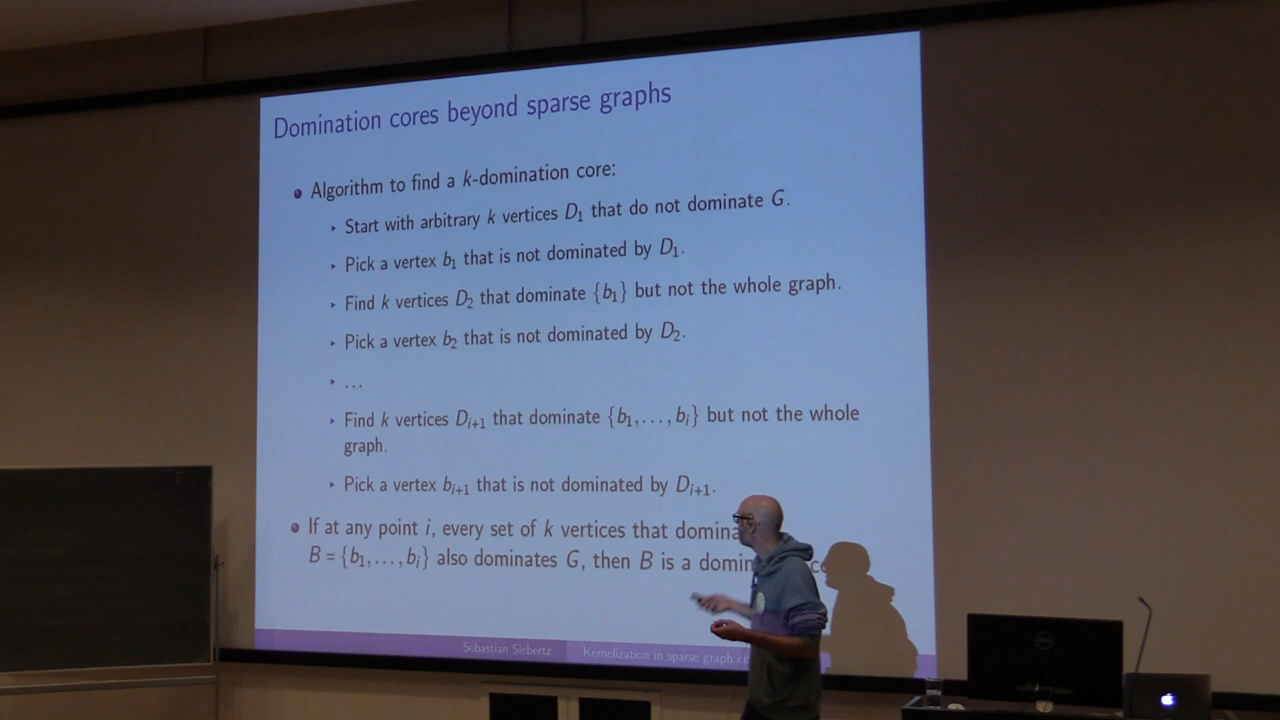 Domination cores beyond sparse graphs
• Algorithm to find a k-domination core:
▸ Start with arbitrary k vertices D₁ that do not dominate G.
▸ Pick a vertex b₁ that is not dominated by D₁.
▸ Find k vertices D₂ that dominate {b₁} but not the whole graph.
▸ Pick a vertex b₂ that is not dominated by D₂.
▸ ...
▸ Find k vertices Dᵢ₊₁ that dominate {b₁, ..., bᵢ} but not the whole
graph.
▸ Pick a vertex bᵢ₊₁ that is not dominated by Dᵢ₊₁.
• If at any point i, every set of k vertices that
B = {b₁, ..., bᵢ} also dominates G, then B is a
Sebastian Siebertz Kernelization in sparse graph
DELL